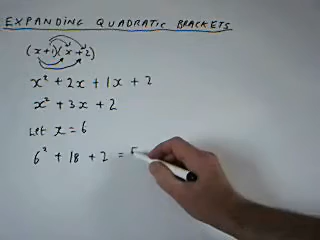 EXPANDING QUADRATIC BRACKETS
(x+1)(x+2)
x² + 2x + 1x + 2
x² + 3x + 2
Let x = 6
6² + 18 + 2 =